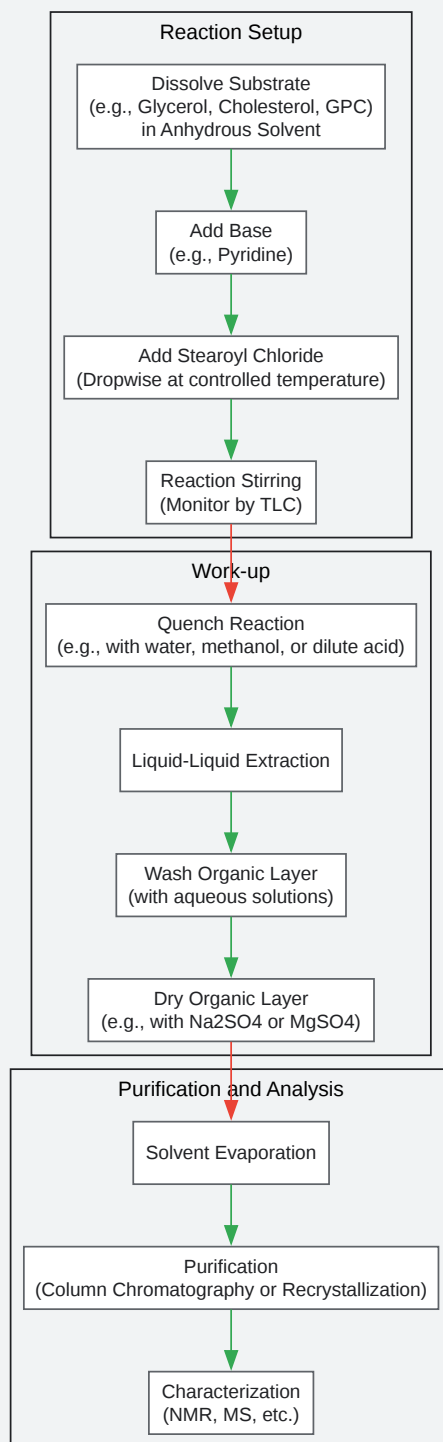 Reaction Setup
Dissolve Substrate
(e.g., Glycerol, Cholesterol, GPC)
in Anhydrous Solvent
Add Base
(e.g., Pyridine)
Add Stearoyl Chloride
(Dropwise at controlled temperature)
Reaction Stirring
(Monitor by TLC)
Work-up
Quench Reaction
(e.g., with water, methanol, or dilute acid)
Liquid-Liquid Extraction
Wash Organic Layer
(with aqueous solutions)
Dry Organic Layer
(e.g., with Na2SO4 or MgSO4)
Purification and Analysis
Solvent Evaporation
Purification
(Column Chromatography or Recrystallization)
Characterization
(NMR, MS, etc.)